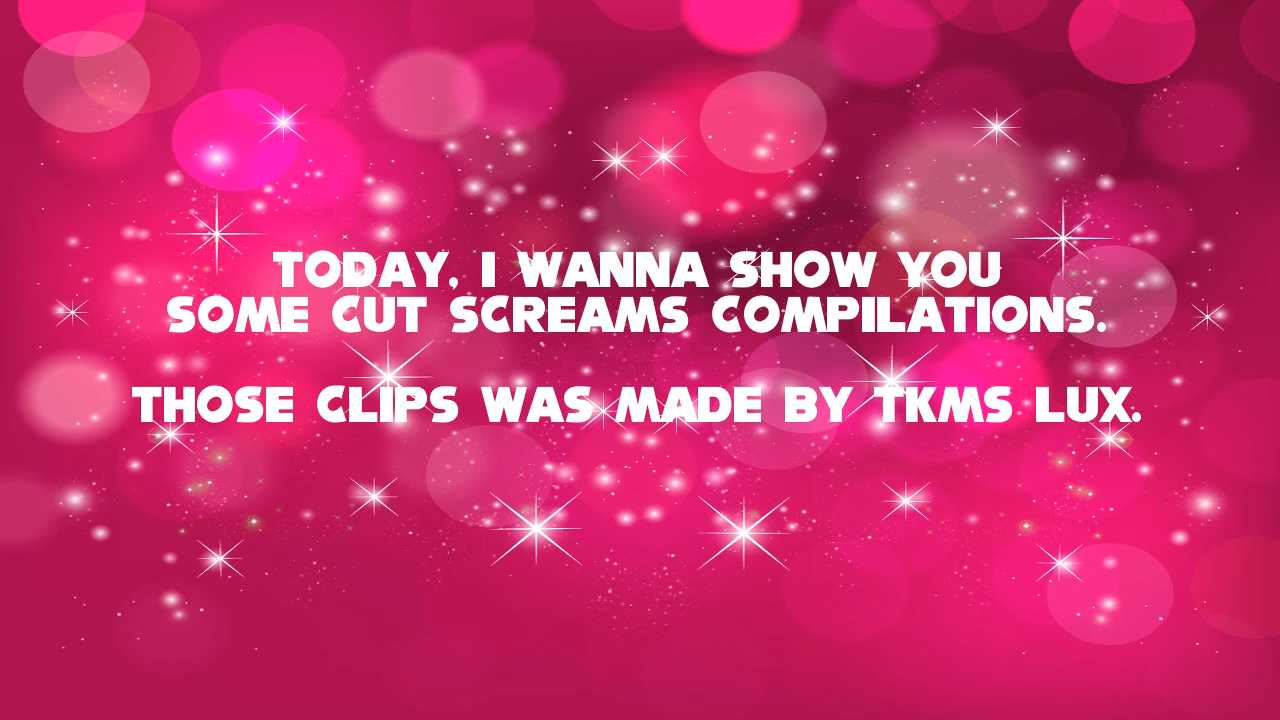 TODAY, I WANNA SHOW YOU
SOME CUT SCREAMS COMPILATIONS.
THOSE CLIPS WAS MADE BY TKMS LUX.